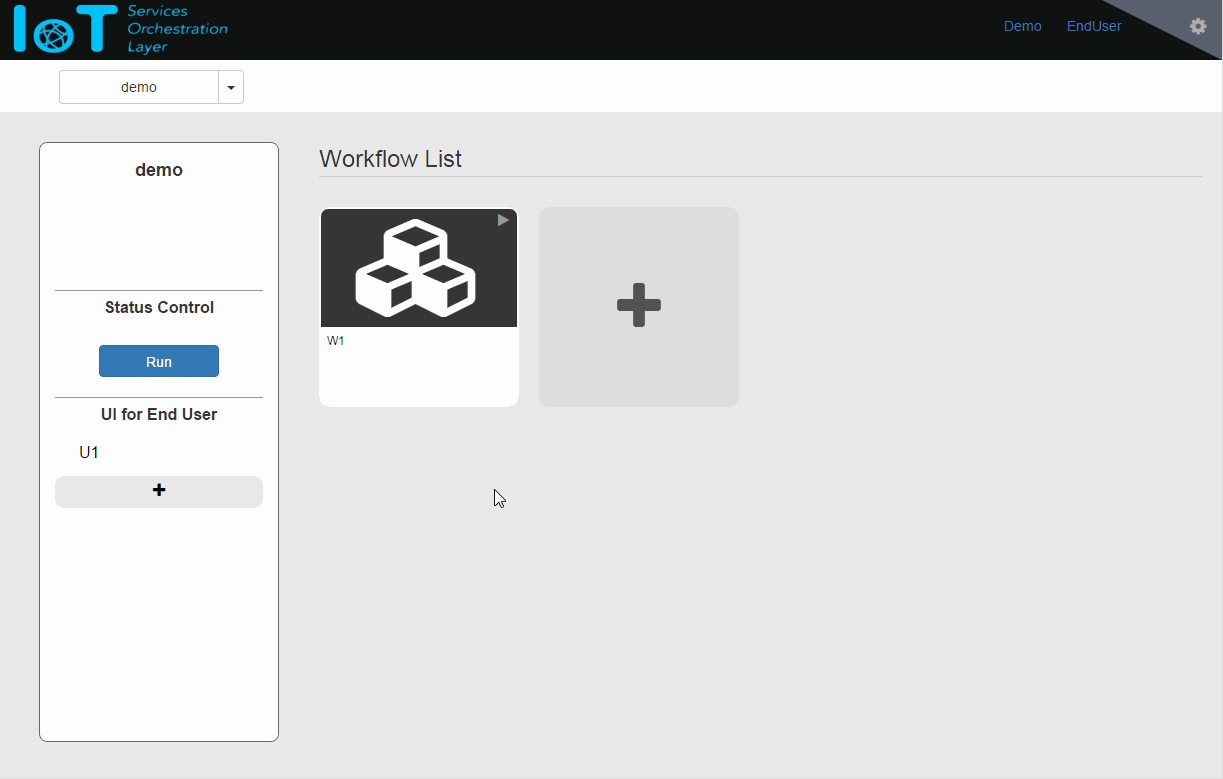 IoT
Services
Orchestration
Layer
Demo
EndUser
demo
demo
Status Control
Run
UI for End User
U1
Workflow List
W1